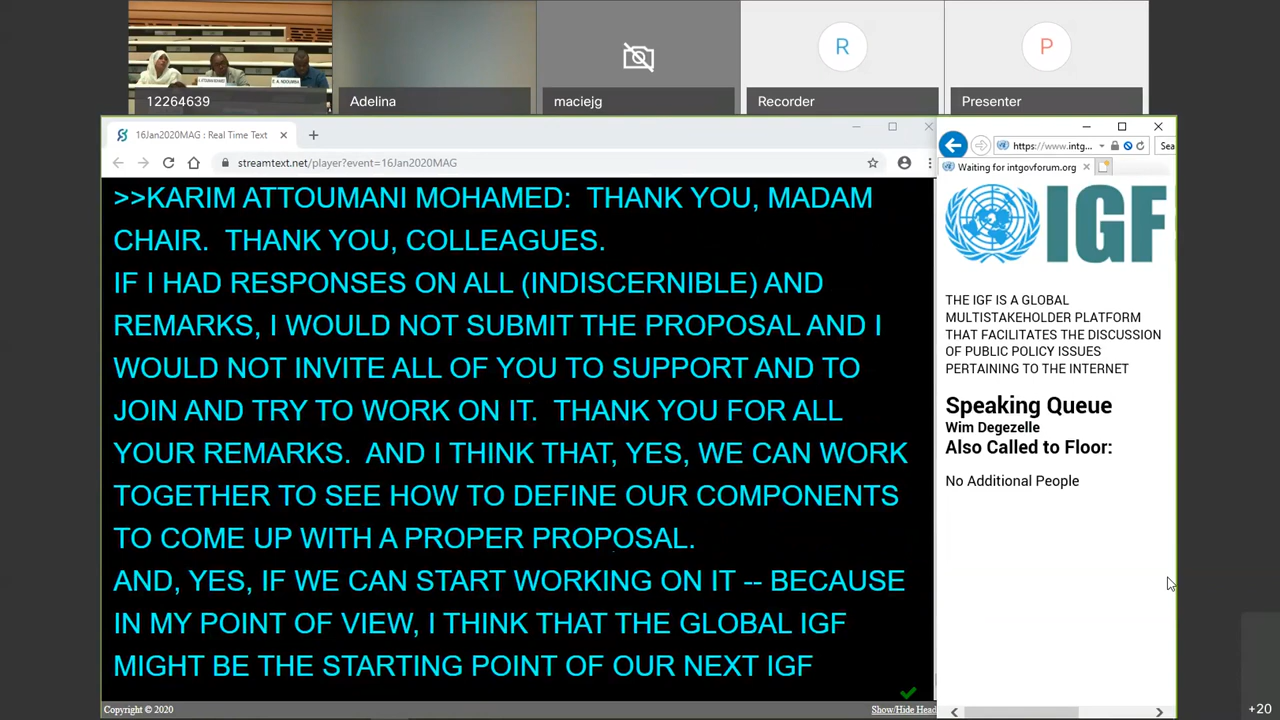 12264639
Adelina
maciejg
R
Recorder
P
Presenter
16Jan2020MAG : Real Time Text
streamtext.net/player?event=16Jan2020MAG
>>KARIM ATTOUMANI MOHAMED:  THANK YOU, MADAM
CHAIR.  THANK YOU, COLLEAGUES.
IF I HAD RESPONSES ON ALL (INDISCERNIBLE) AND
REMARKS, I WOULD NOT SUBMIT THE PROPOSAL AND I
WOULD NOT INVITE ALL OF YOU TO SUPPORT AND TO
JOIN AND TRY TO WORK ON IT.  THANK YOU FOR ALL
YOUR REMARKS.  AND I THINK THAT, YES, WE CAN WORK
TOGETHER TO SEE HOW TO DEFINE OUR COMPONENTS
TO COME UP WITH A PROPER PROPOSAL.
AND, YES, IF WE CAN START WORKING ON IT -- BECAUSE
IN MY POINT OF VIEW, I THINK THAT THE GLOBAL IGF
MIGHT BE THE STARTING POINT OF OUR NEXT IGF
Copyright © 2020
Show/Hide Head
https://www.intg...
Sea
Waiting for intgovforum.org
IGF
THE IGF IS A GLOBAL
MULTISTAKEHOLDER PLATFORM
THAT FACILITATES THE DISCUSSION
OF PUBLIC POLICY ISSUES
PERTAINING TO THE INTERNET
Speaking Queue
Wim Degezelle
Also Called to Floor:
No Additional People
+20